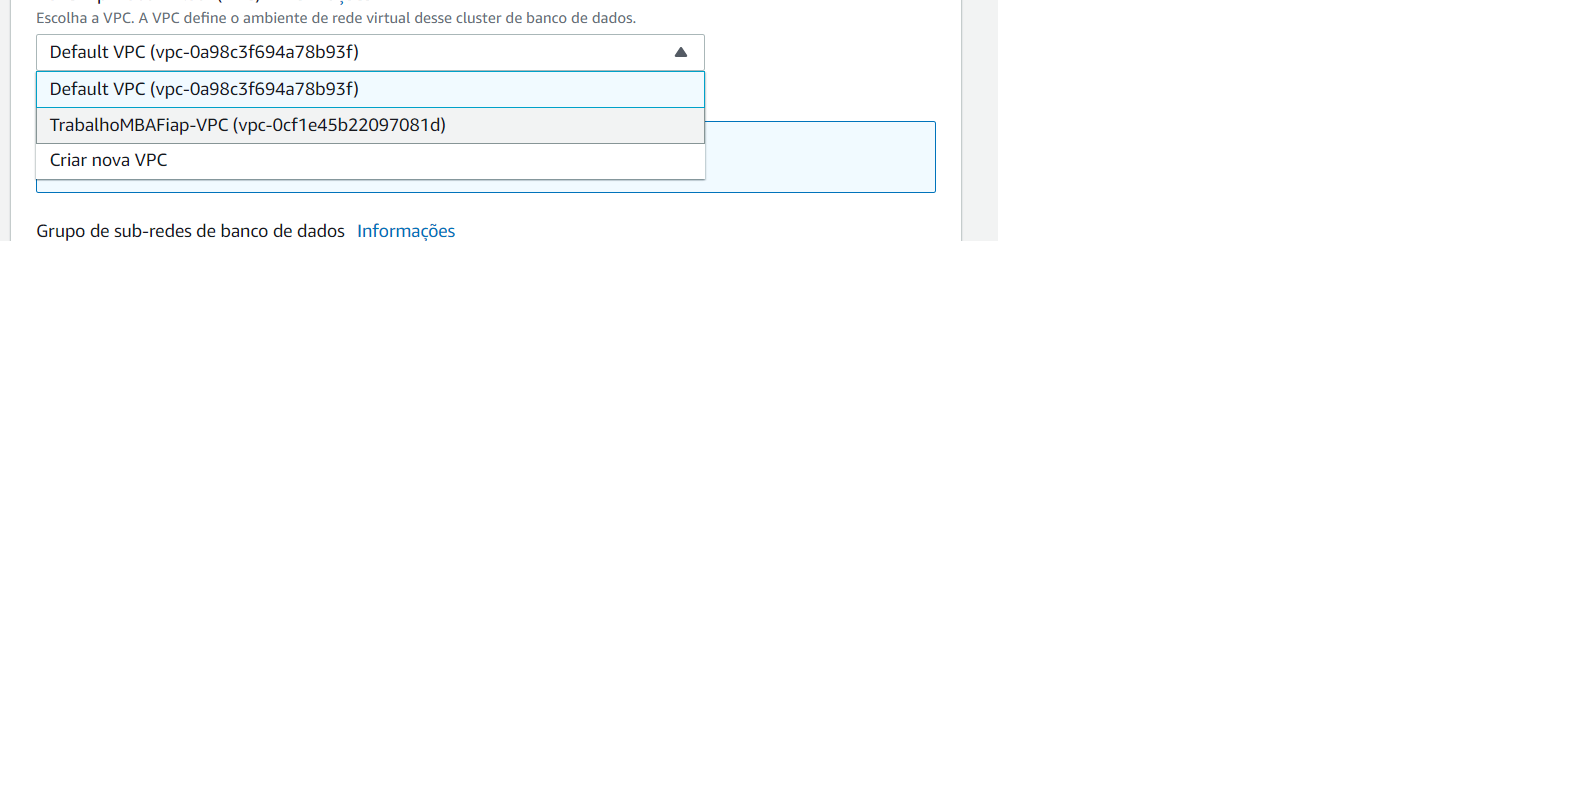 Escolha a VPC. A VPC define o ambiente de rede virtual desse cluster de banco de dados.
Default VPC (vpc-0a98c3f694a78b93f)
Default VPC (vpc-0a98c3f694a78b93f)
TrabalhoMBAFiap-VPC (vpc-0cf1e45b22097081d)
Criar nova VPC
Grupo de sub-redes de banco de dados Informações